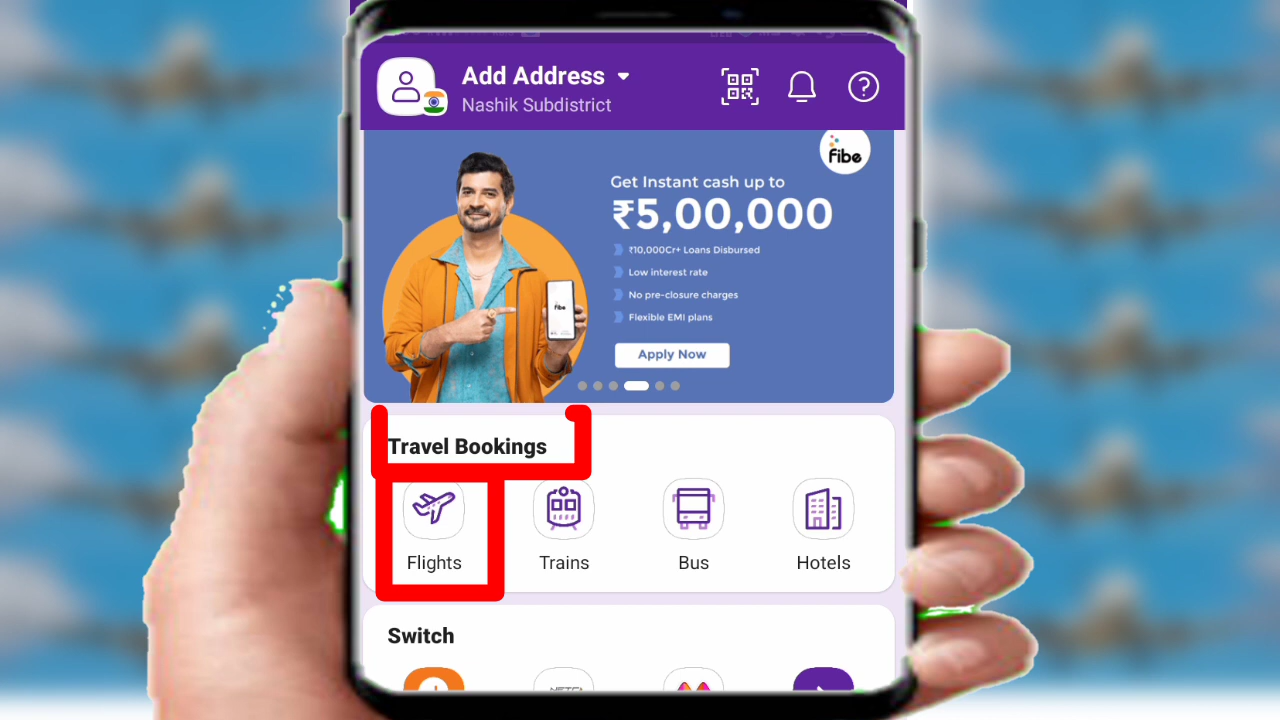 Add Address
Nashik Subdistrict
fibe
Get Instant cash up to
₹5,00,000
₹10,000Cr+ Loans Disbursed
Low interest rate
No pre-closure charges
Flexible EMI plans
fibe
Apply Now
Travel Bookings
Flights
Trains
Bus
Hotels
Switch